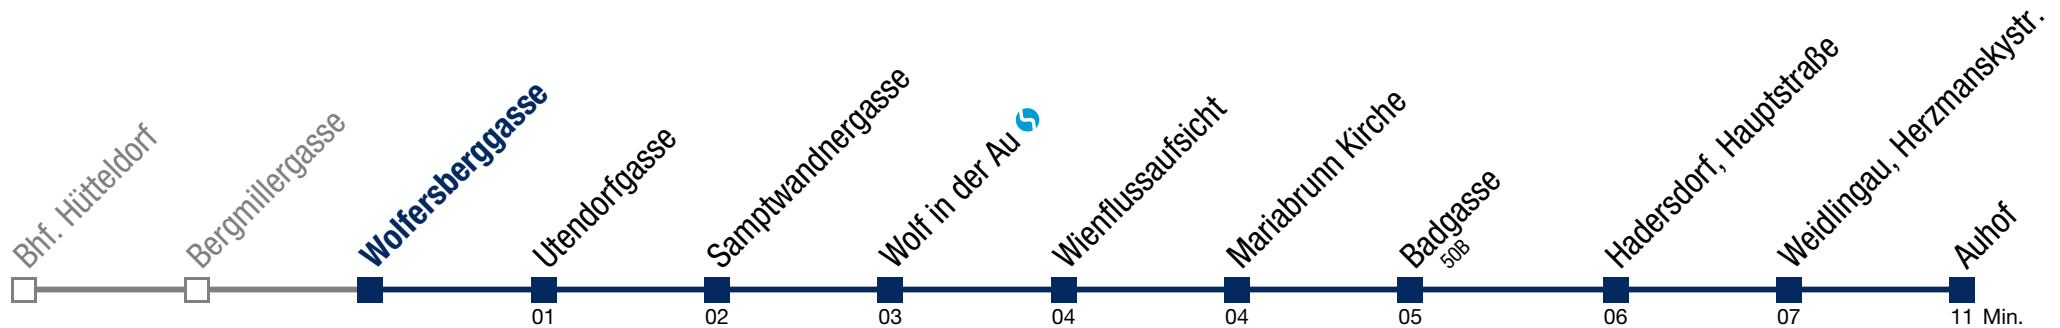 Bhf. Hütteldorf
Bergmillergasse
Wolfersberggasse
Utendorfgasse
Samptwandnergasse
Wolf in der Au
Wienflussaufsicht
Mariabrunn Kirche
Badgasse
50B
Hadersdorf, Hauptstraße
Weidlingau, Herzmanskystr.
Auhof
01 02 03 04 04 05 06 07 11 Min.